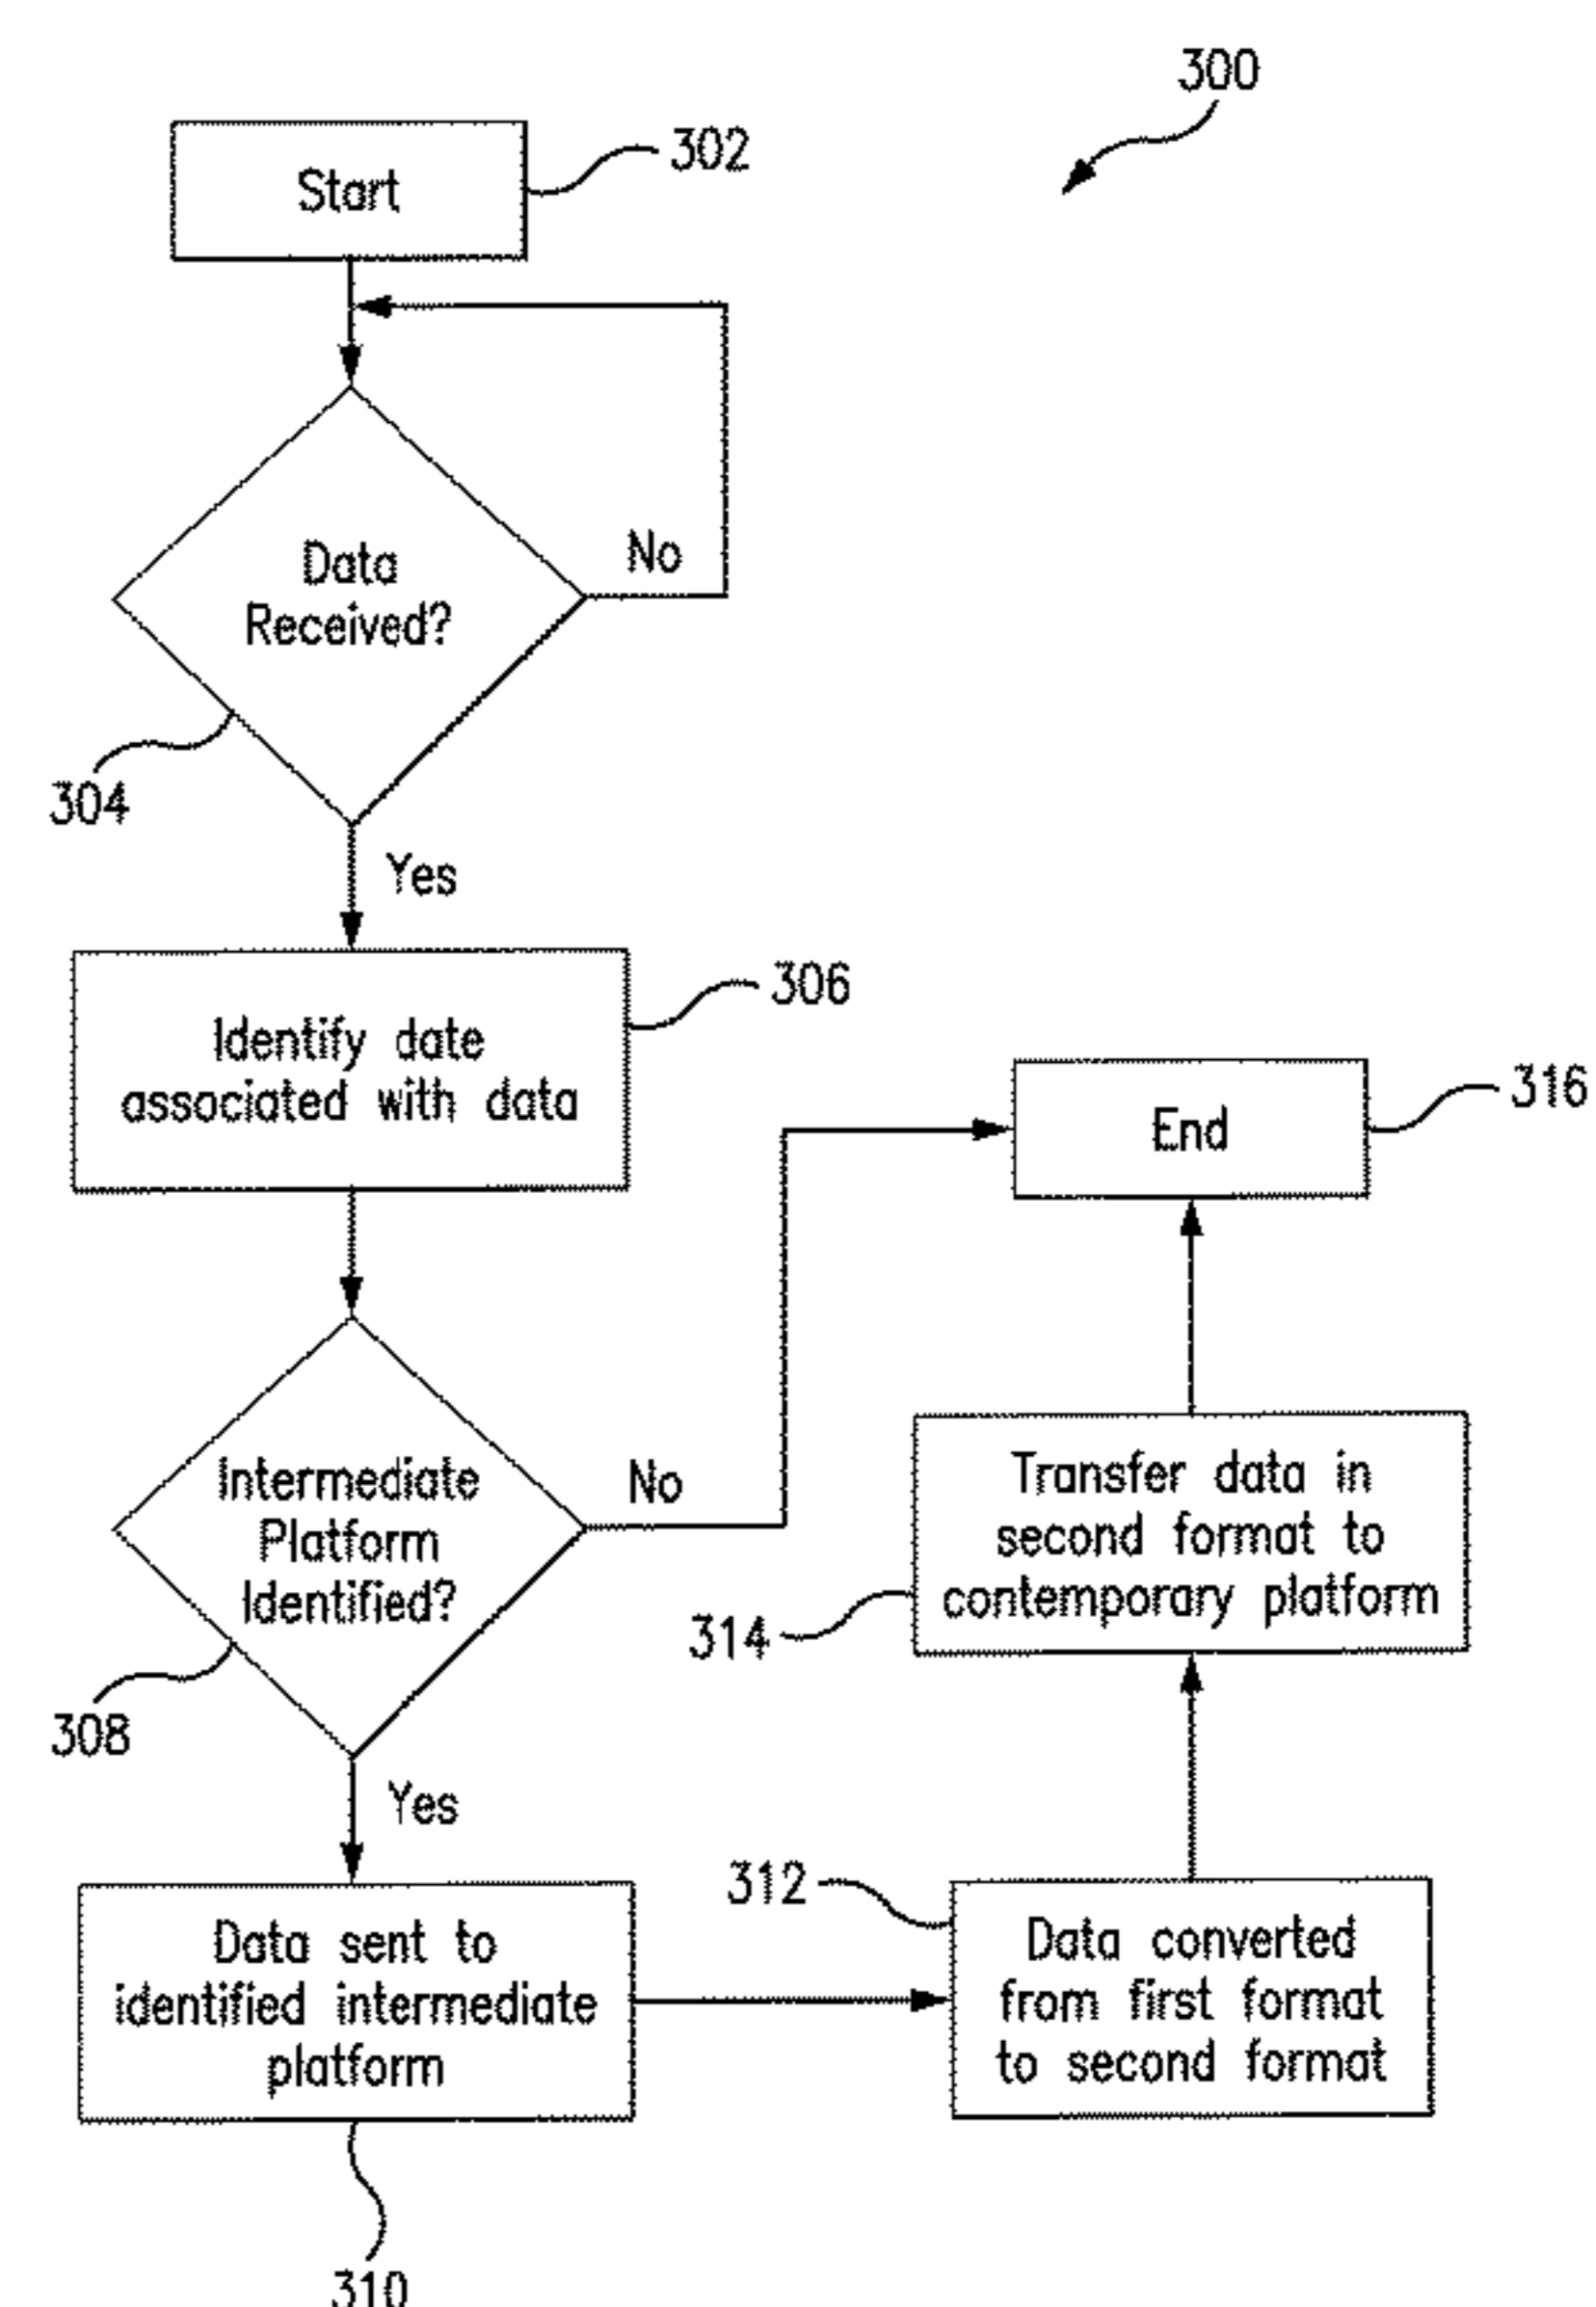 300
Start
302
Data
Received?
No
304
Yes
Identify date
associated with data
306
Intermediate
Platform
Identified?
No
308
Yes
Data sent to
identified intermediate
platform
310
312
Data converted
from first format
to second format
314
Transfer data in
second format to
contemporary platform
End
316